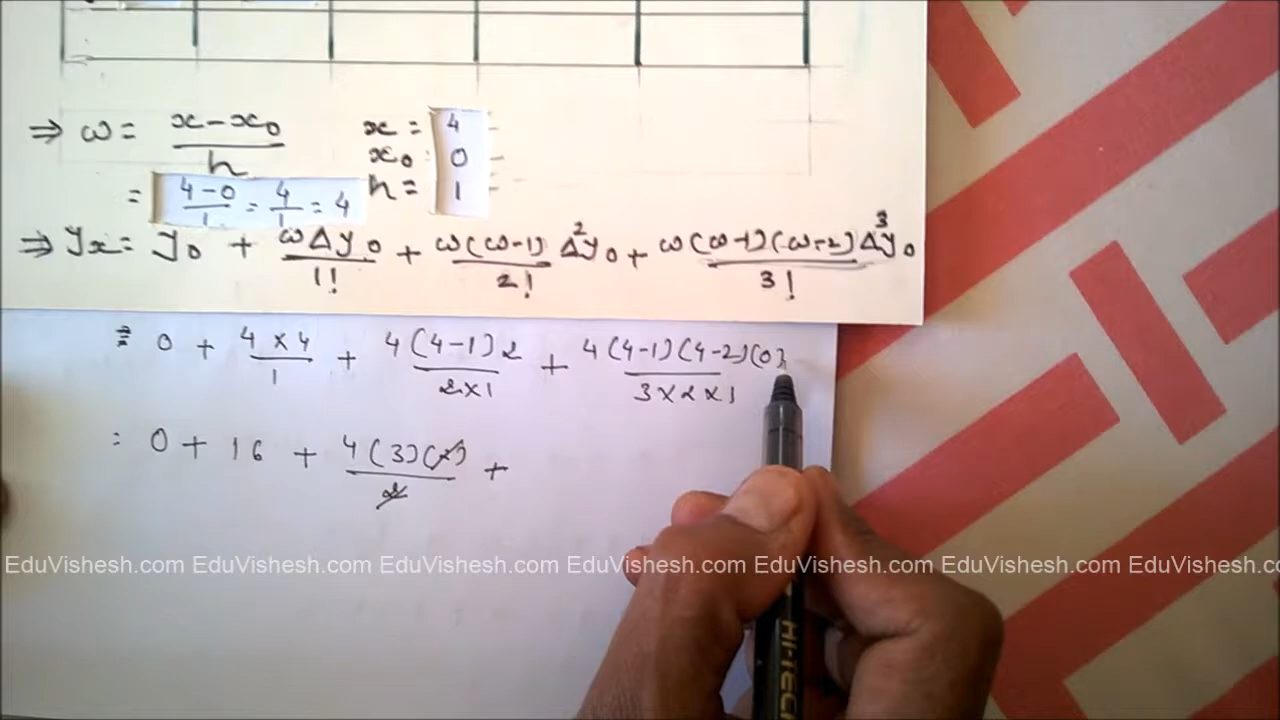 ⇒ ω = x - x₀ / h    x = 4
x₀ = 0
= 4-0 / 1 = 4 / 1 = 4    h = 1
⇒ yx = y₀ + ωΔy₀ / 1! + ω(ω-1) / 2! Δ²y₀ + ω(ω-1)(ω-2)Δ³y₀ / 3!
= 0 + 4 × 4 / 1 + 4(4-1)2 / 2×1 + 4(4-1)(4-2)(0) / 3×2×1
= 0 + 16 + 4(3)(2) / 2 +
EduVishesh.com EduVishesh.com EduVishesh.com EduVishesh.com EduVishesh.com EduVishesh.com EduVishesh.com
HI-TEC